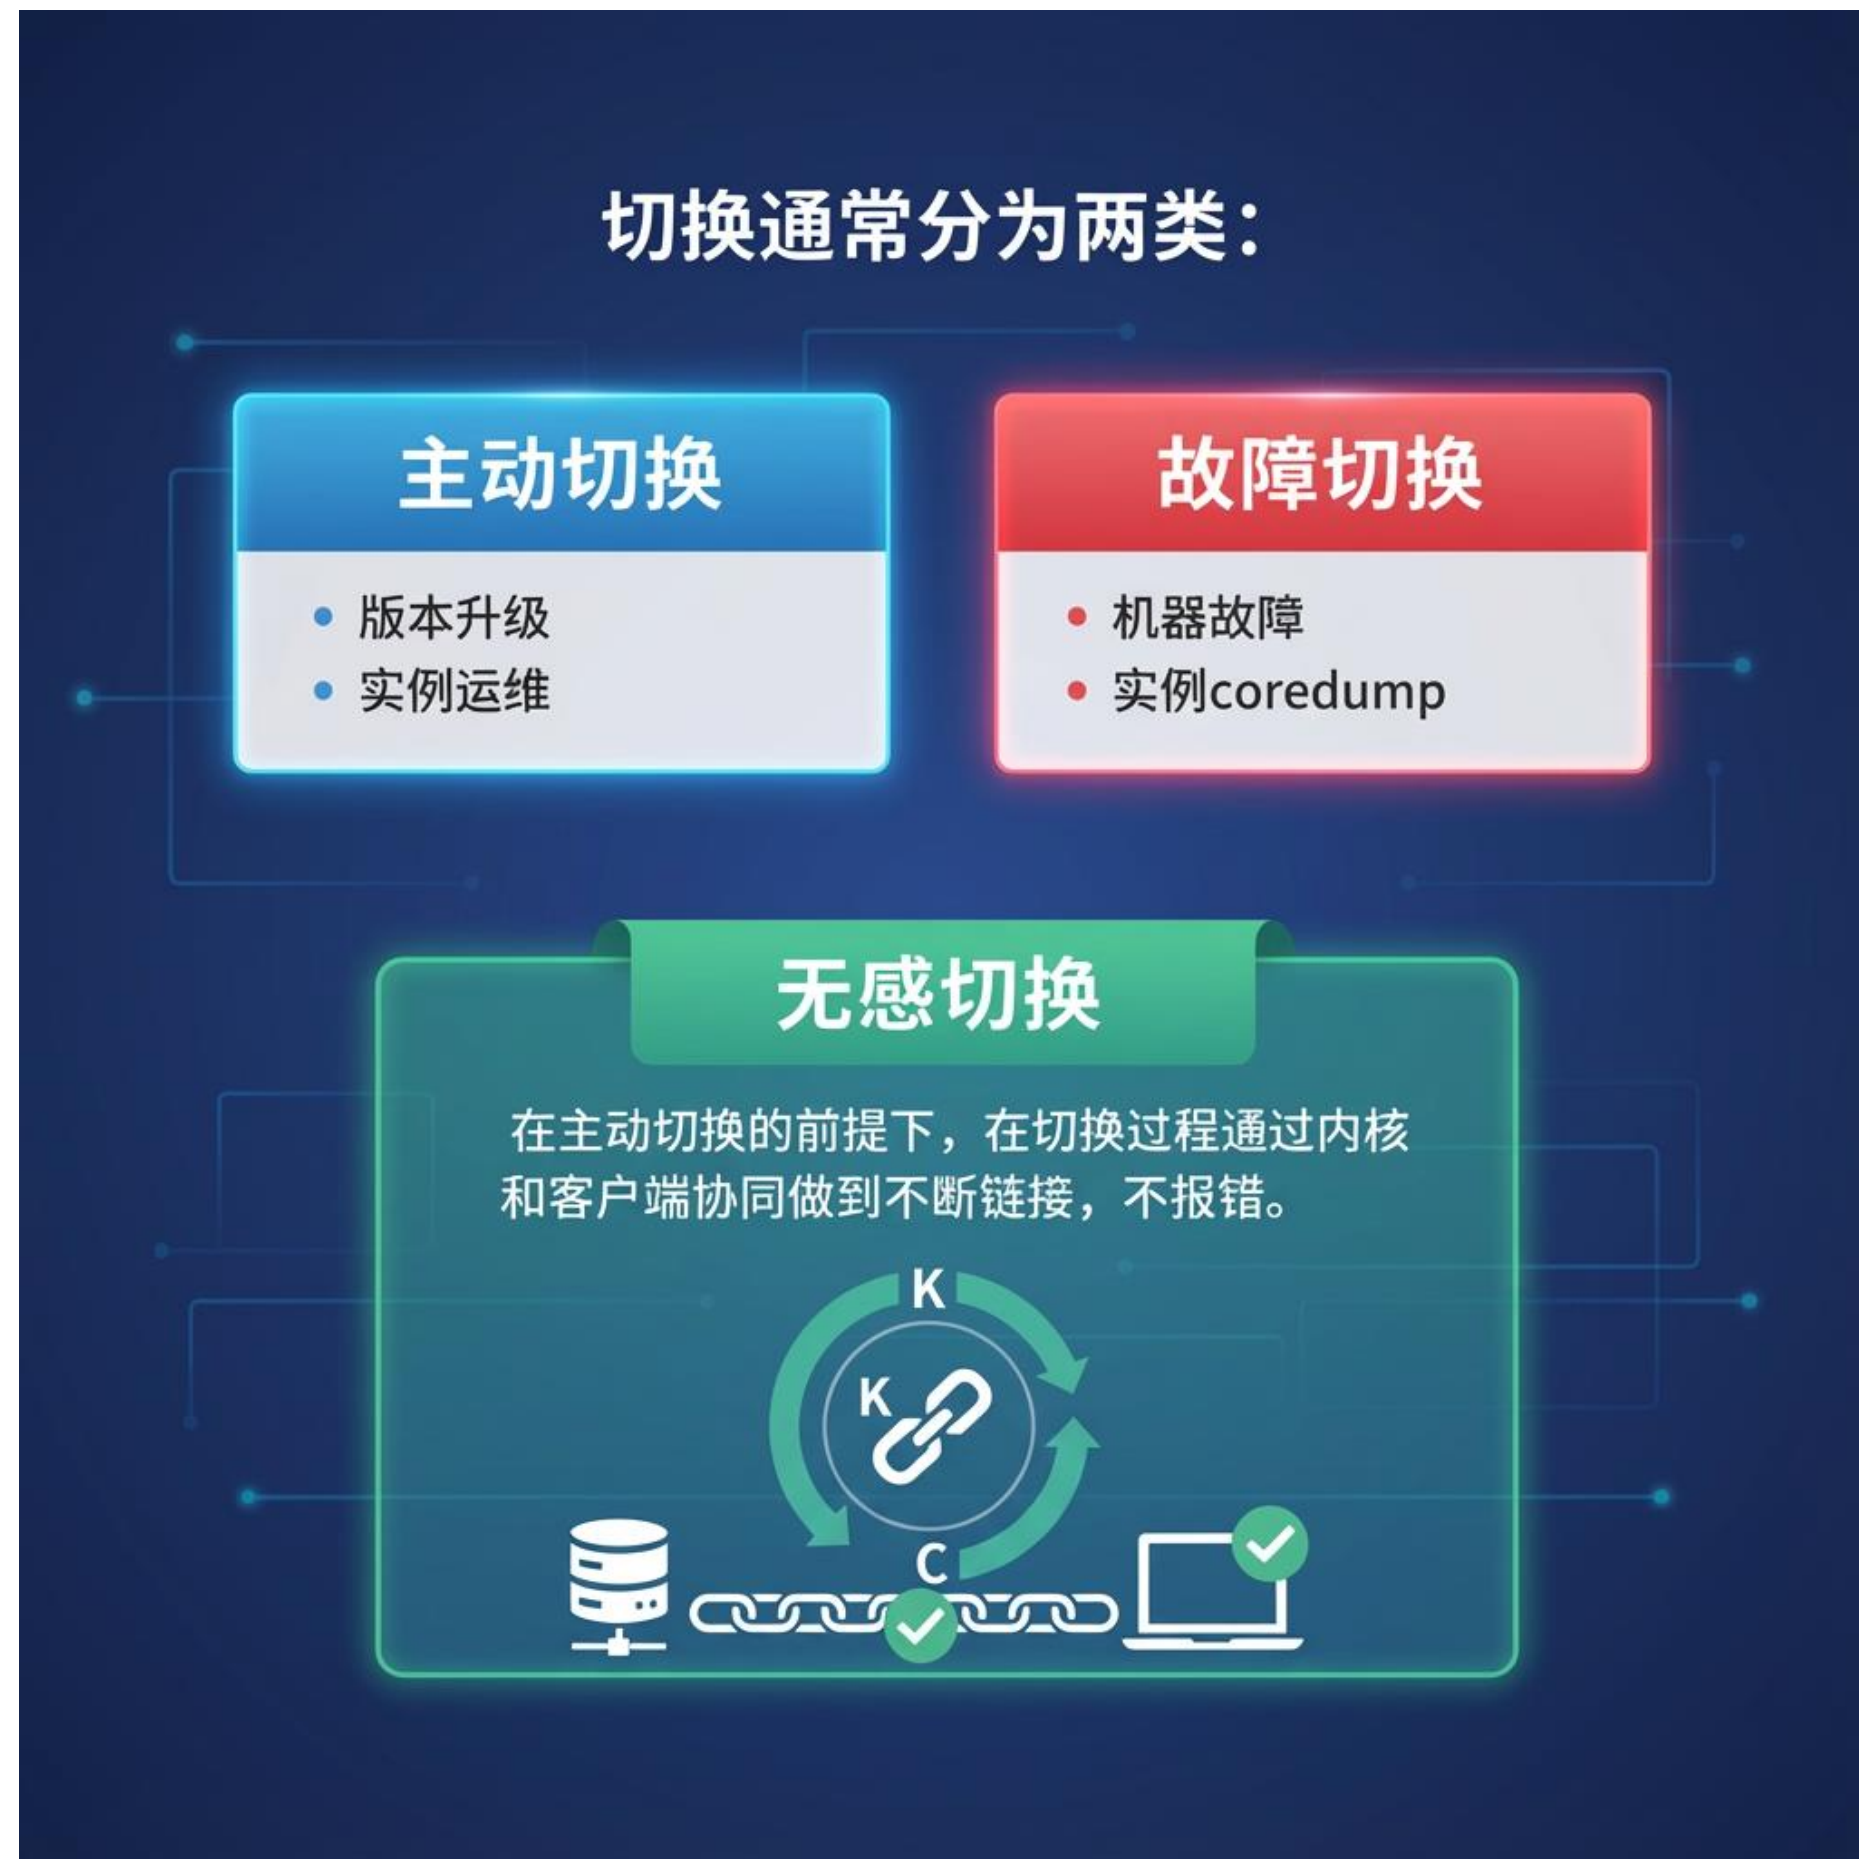 切换通常分为两类：
主动切换
版本升级
实例运维
故障切换
机器故障
实例coredump
无感切换
在主动切换的前提下，在切换过程通过内核
和客户端协同做到不断链接，不报错。
K
K
C